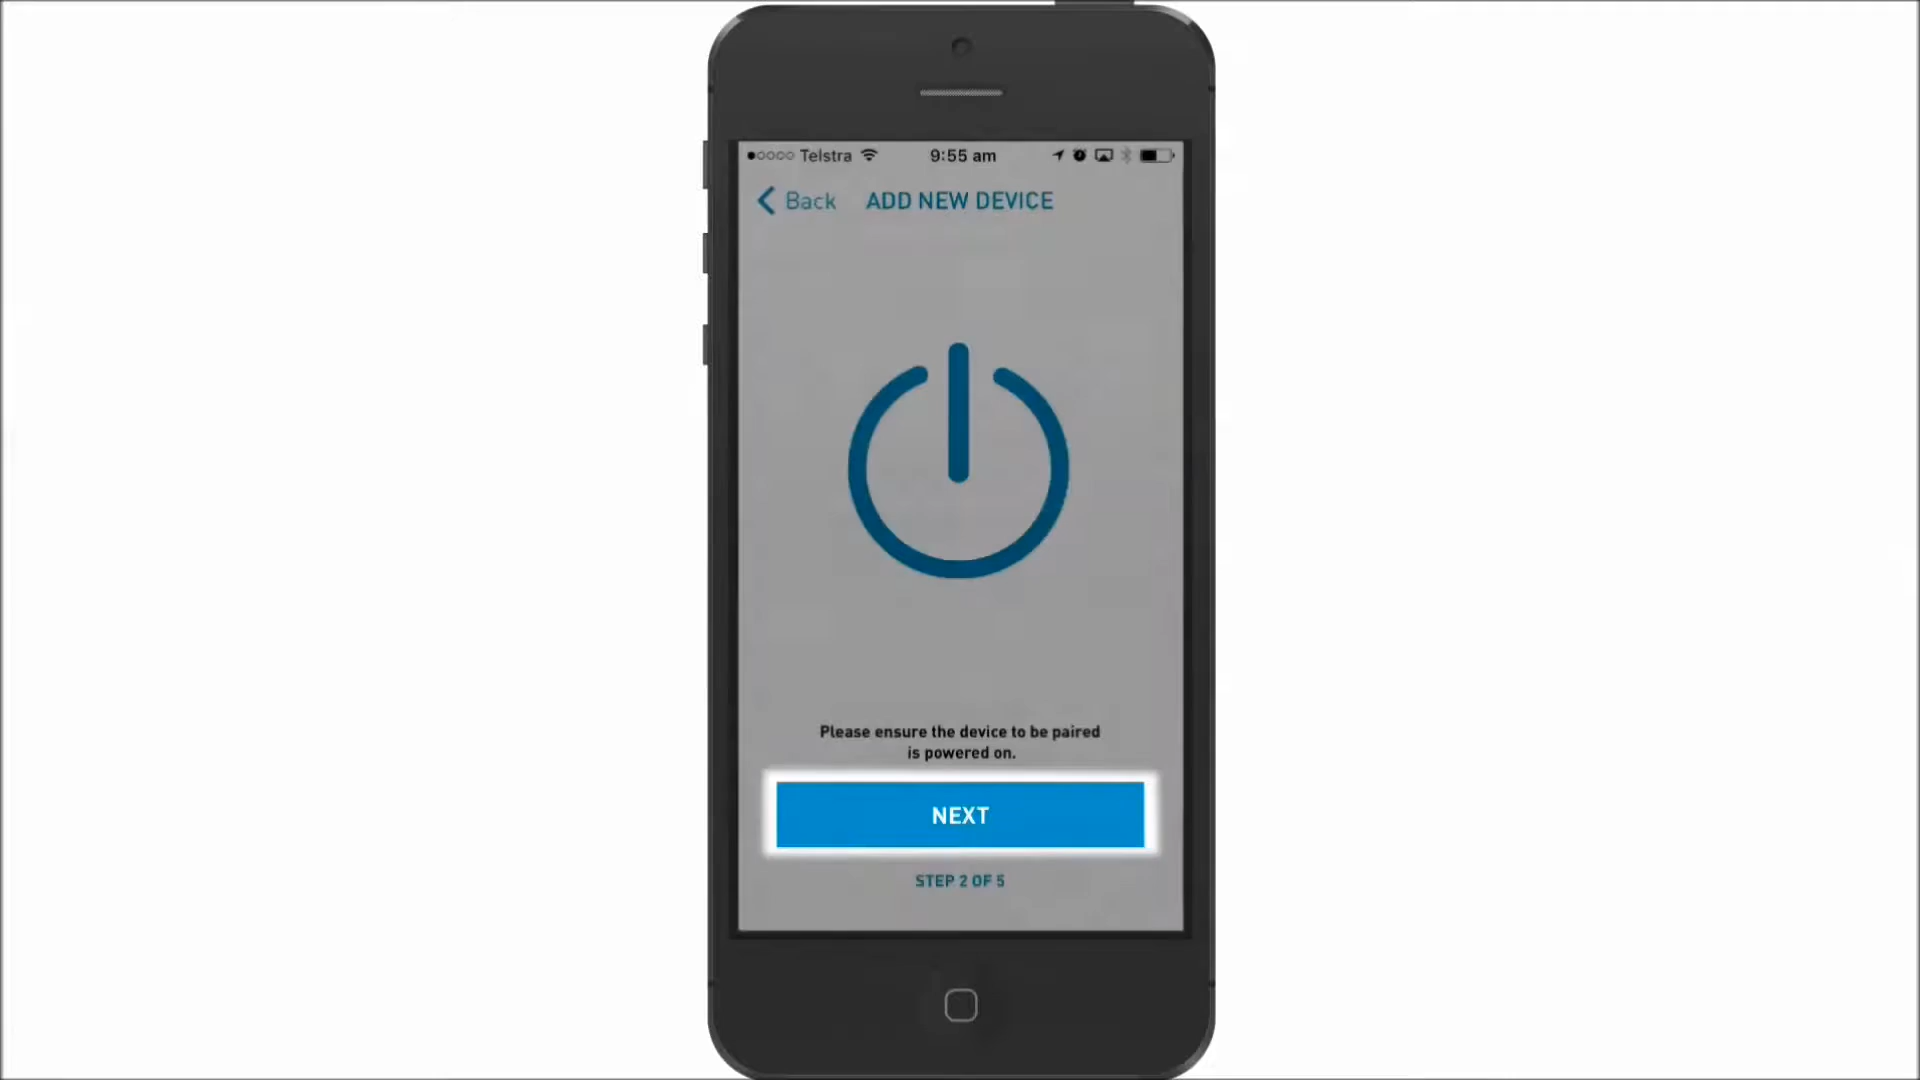 Telstra 9:55 am
Back ADD NEW DEVICE
Please ensure the device to be paired
is powered on.
NEXT
STEP 2 OF 5